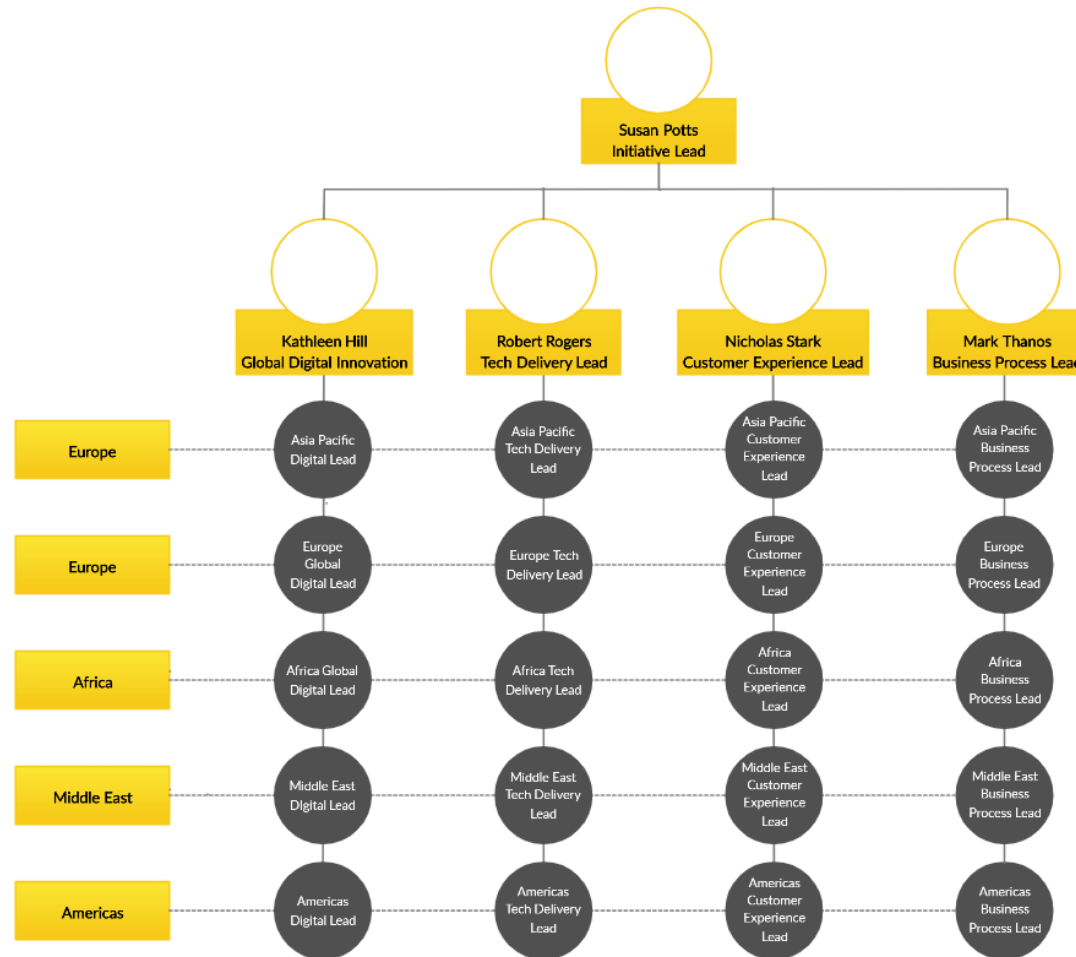 Susan Potts
Initiative Lead
Kathleen Hill
Global Digital Innovation
Robert Rogers
Tech Delivery Lead
Nicholas Stark
Customer Experience Lead
Mark Thanos
Business Process Lead
Europe
Asia Pacific
Digital Lead
Asia Pacific
Tech Delivery
Lead
Asia Pacific
Customer
Experience
Lead
Asia Pacific
Business
Process Lead
Europe
Europe
Global
Digital Lead
Europe Tech
Delivery Lead
Europe
Customer
Experience
Lead
Europe
Business
Process Lead
Africa
Africa Global
Digital Lead
Africa Tech
Delivery Lead
Africa
Customer
Experience
Lead
Africa
Business
Process Lead
Middle East
Middle East
DIgital Lead
Middle East
Tech Delivery
Lead
Middle East
Customer
Experience
Lead
Middle East
Business
Process Lead
Americas
Americas
Digital Lead
Americas
Tech Delivery
Lead
Americas
Customer
Experience
Lead
Americas
Business
Process Lead